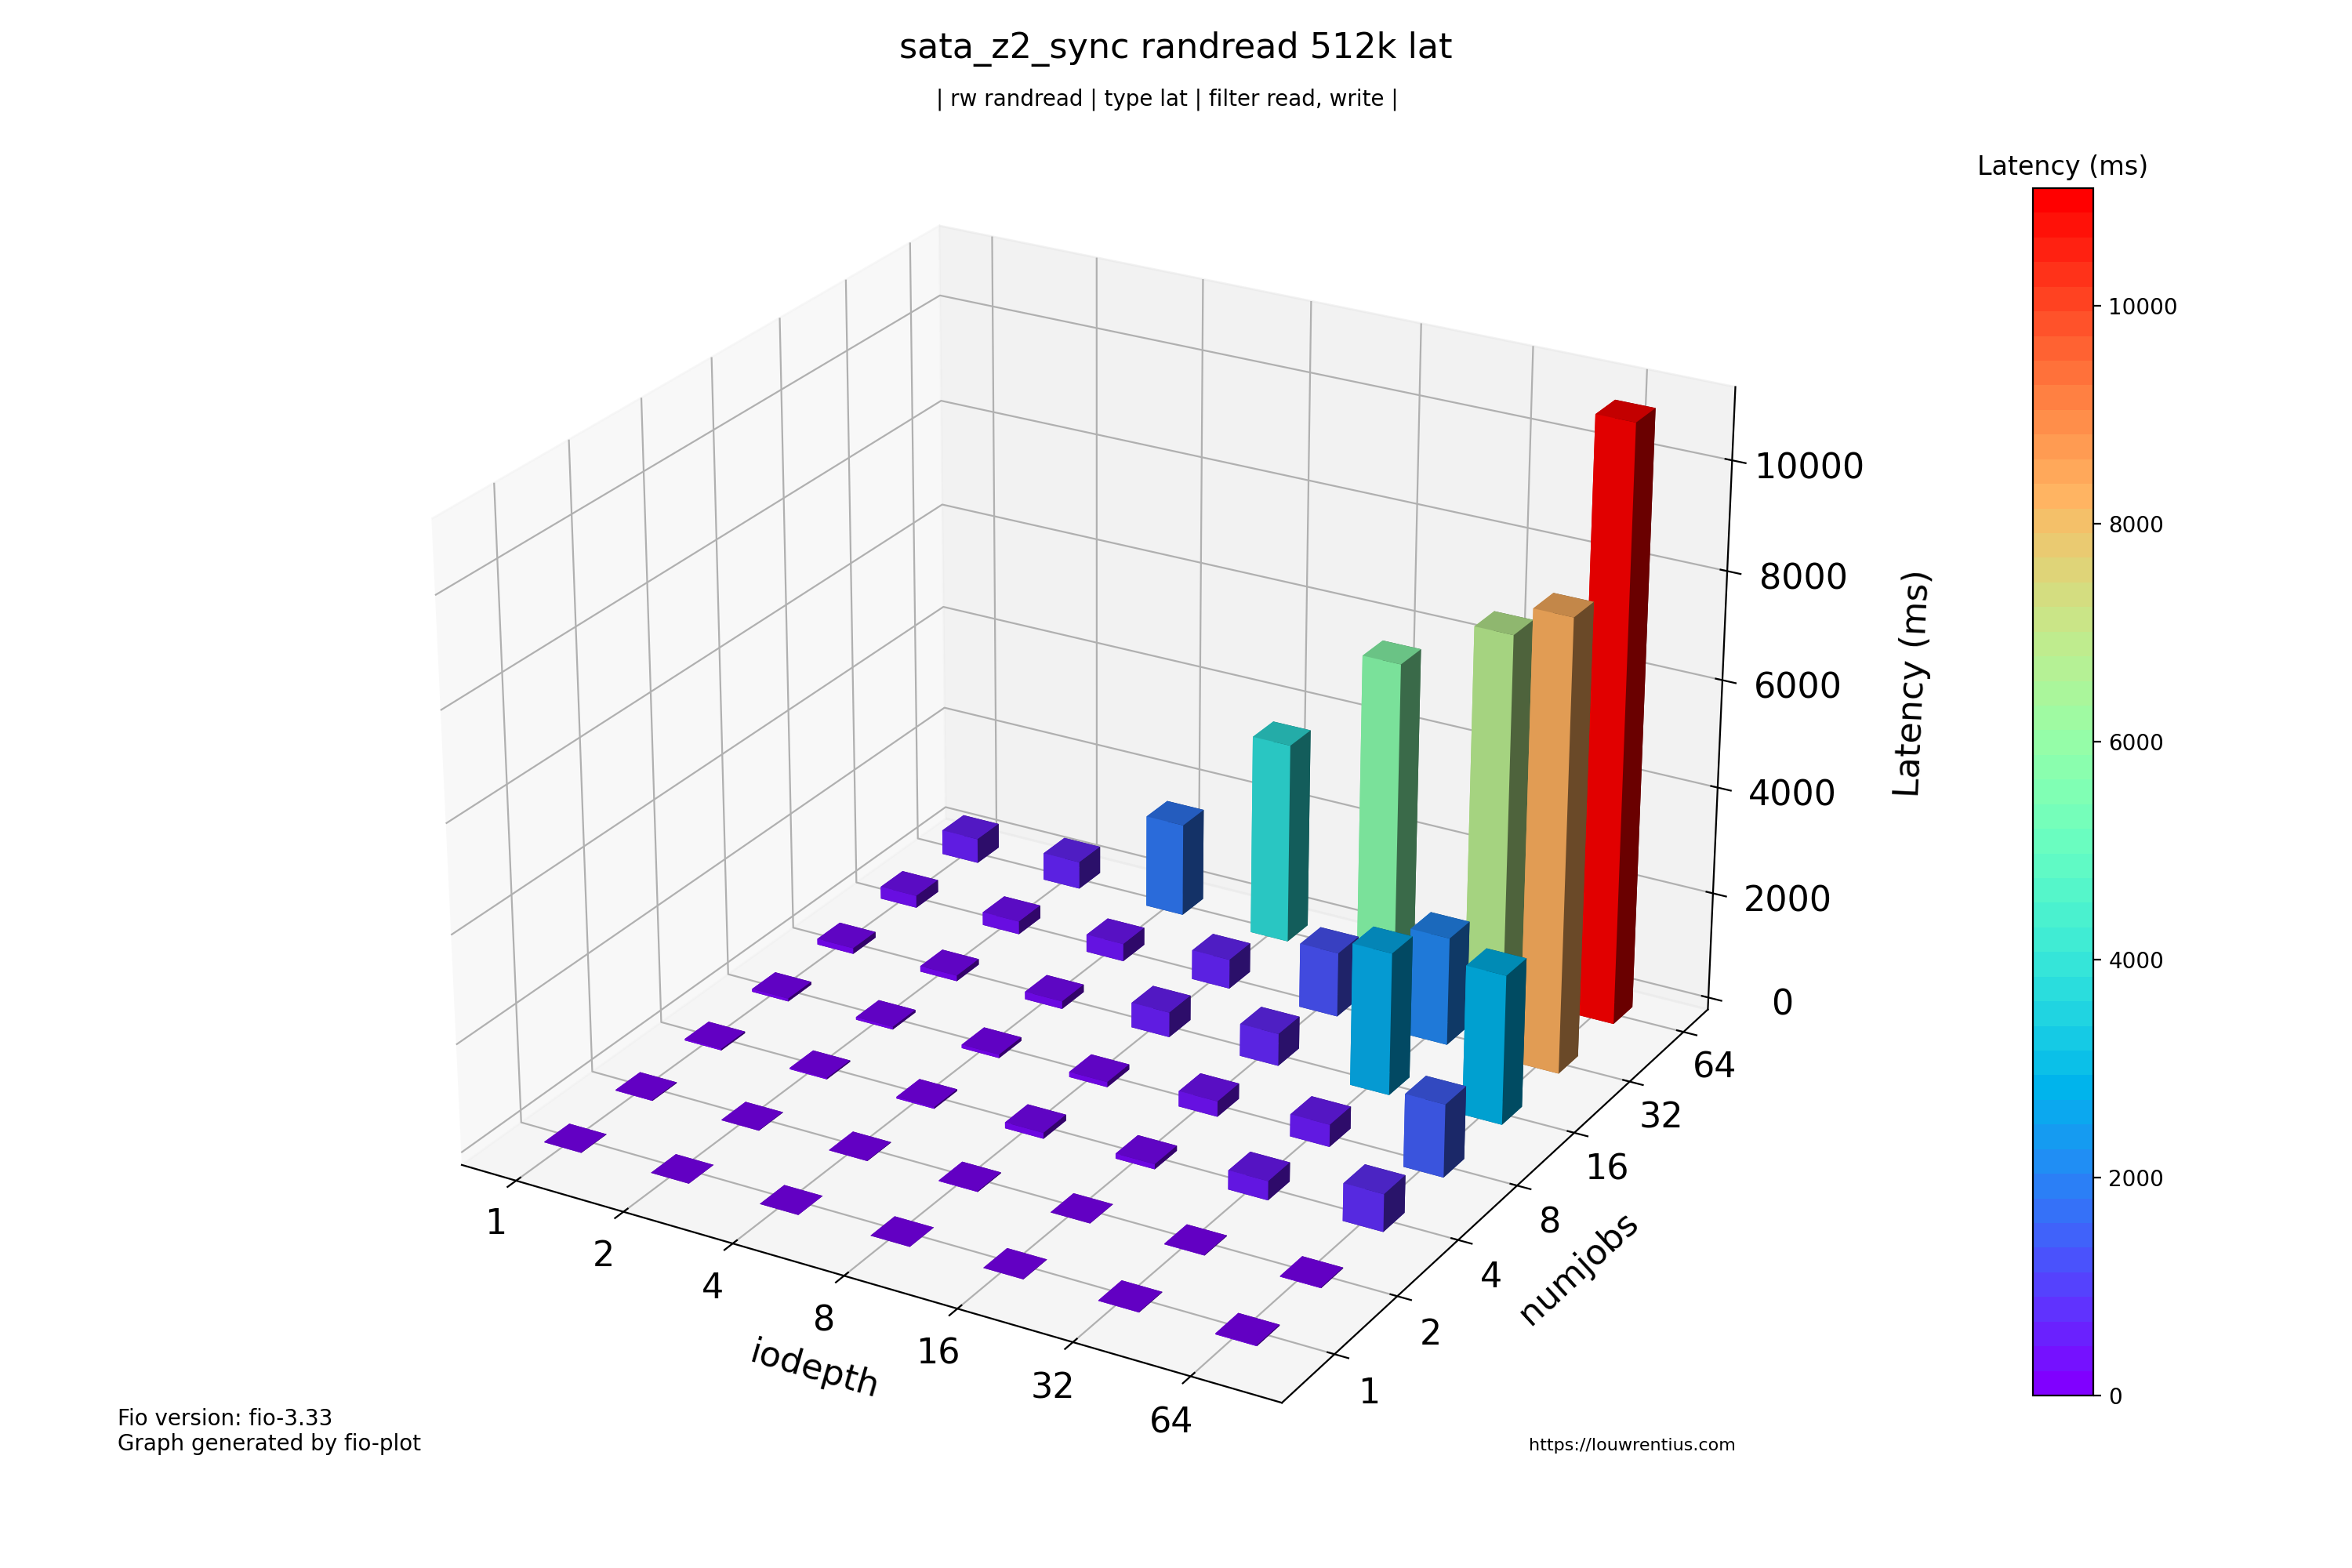 sata_z2_sync randread 512k lat
| rw randread | type lat | filter read, write |
Latency (ms)
10000
8000
6000
4000
2000
0
10000
8000
6000
4000
2000
0
Latency (ms)
64
32
16
8
4
2
1
numjobs
1
2
4
8
16
32
64
iodepth
Fio version: fio-3.33
Graph generated by fio-plot
https://louwrentius.com